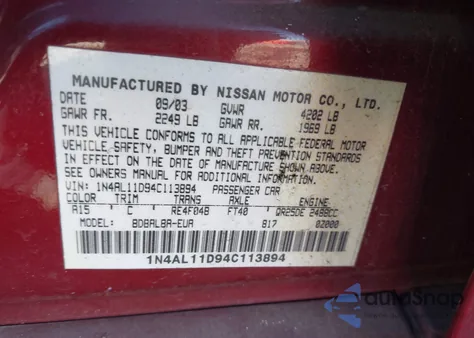 MANUFACTURED BY NISSAN MOTOR CO., LTD.
DATE 09/03 GVWR 4202 LB
GAWR FR. 2249 LB GAWR RR. 1969 LB
THIS VEHICLE CONFORMS TO ALL APPLICABLE FEDERAL MOTOR
VEHICLE SAFETY, BUMPER AND THEFT PREVENTION STANDARDS
IN EFFECT ON THE DATE OF MANUFACTURE SHOWN ABOVE.
SEE OWNERS MANUAL FOR ADDITIONAL INFORMATION.
VIN: 1N4AL11D94C113894 PASSENGER CAR
COLOR TRIM TRANS AXLE ENGINE
A15 C RE4F04B FT40 QR25DE 2488CC
MODEL: BDBALBA-EUA 817 02000
1N4AL11D94C113894
autoSnap